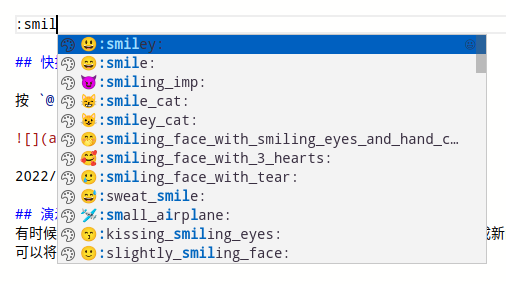 :smil
:smiley:
:smile:
:smiling_imp:
:smile_cat:
:smiley_cat:
:smiling_face_with_smiling_eyes_and_hand_c…
:smiling_face_with_3_hearts:
:smiling_face_with_tear:
:sweat_smile:
:small_airplane:
:kissing_smiling_eyes:
:slightly_smiling_face:
## 快
按 `@
![](a
2022/
## 演
有时候
新
可以将